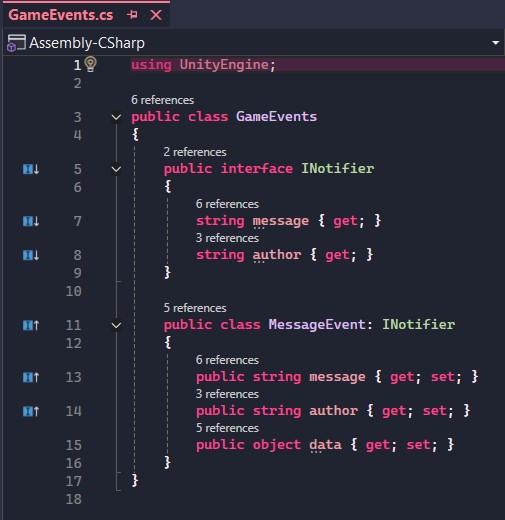 GameEvents.cs
Assembly-CSharp
1 using UnityEngine;
2
6 references
3 public class GameEvents
4 {
2 references
5 public interface INotifier
6 {
6 references
7 string message { get; }
3 references
8 string author { get; }
9 }
10
5 references
11 public class MessageEvent: INotifier
12 {
6 references
13 public string message { get; set; }
3 references
14 public string author { get; set; }
5 references
15 public object data { get; set; }
16 }
17 }
18